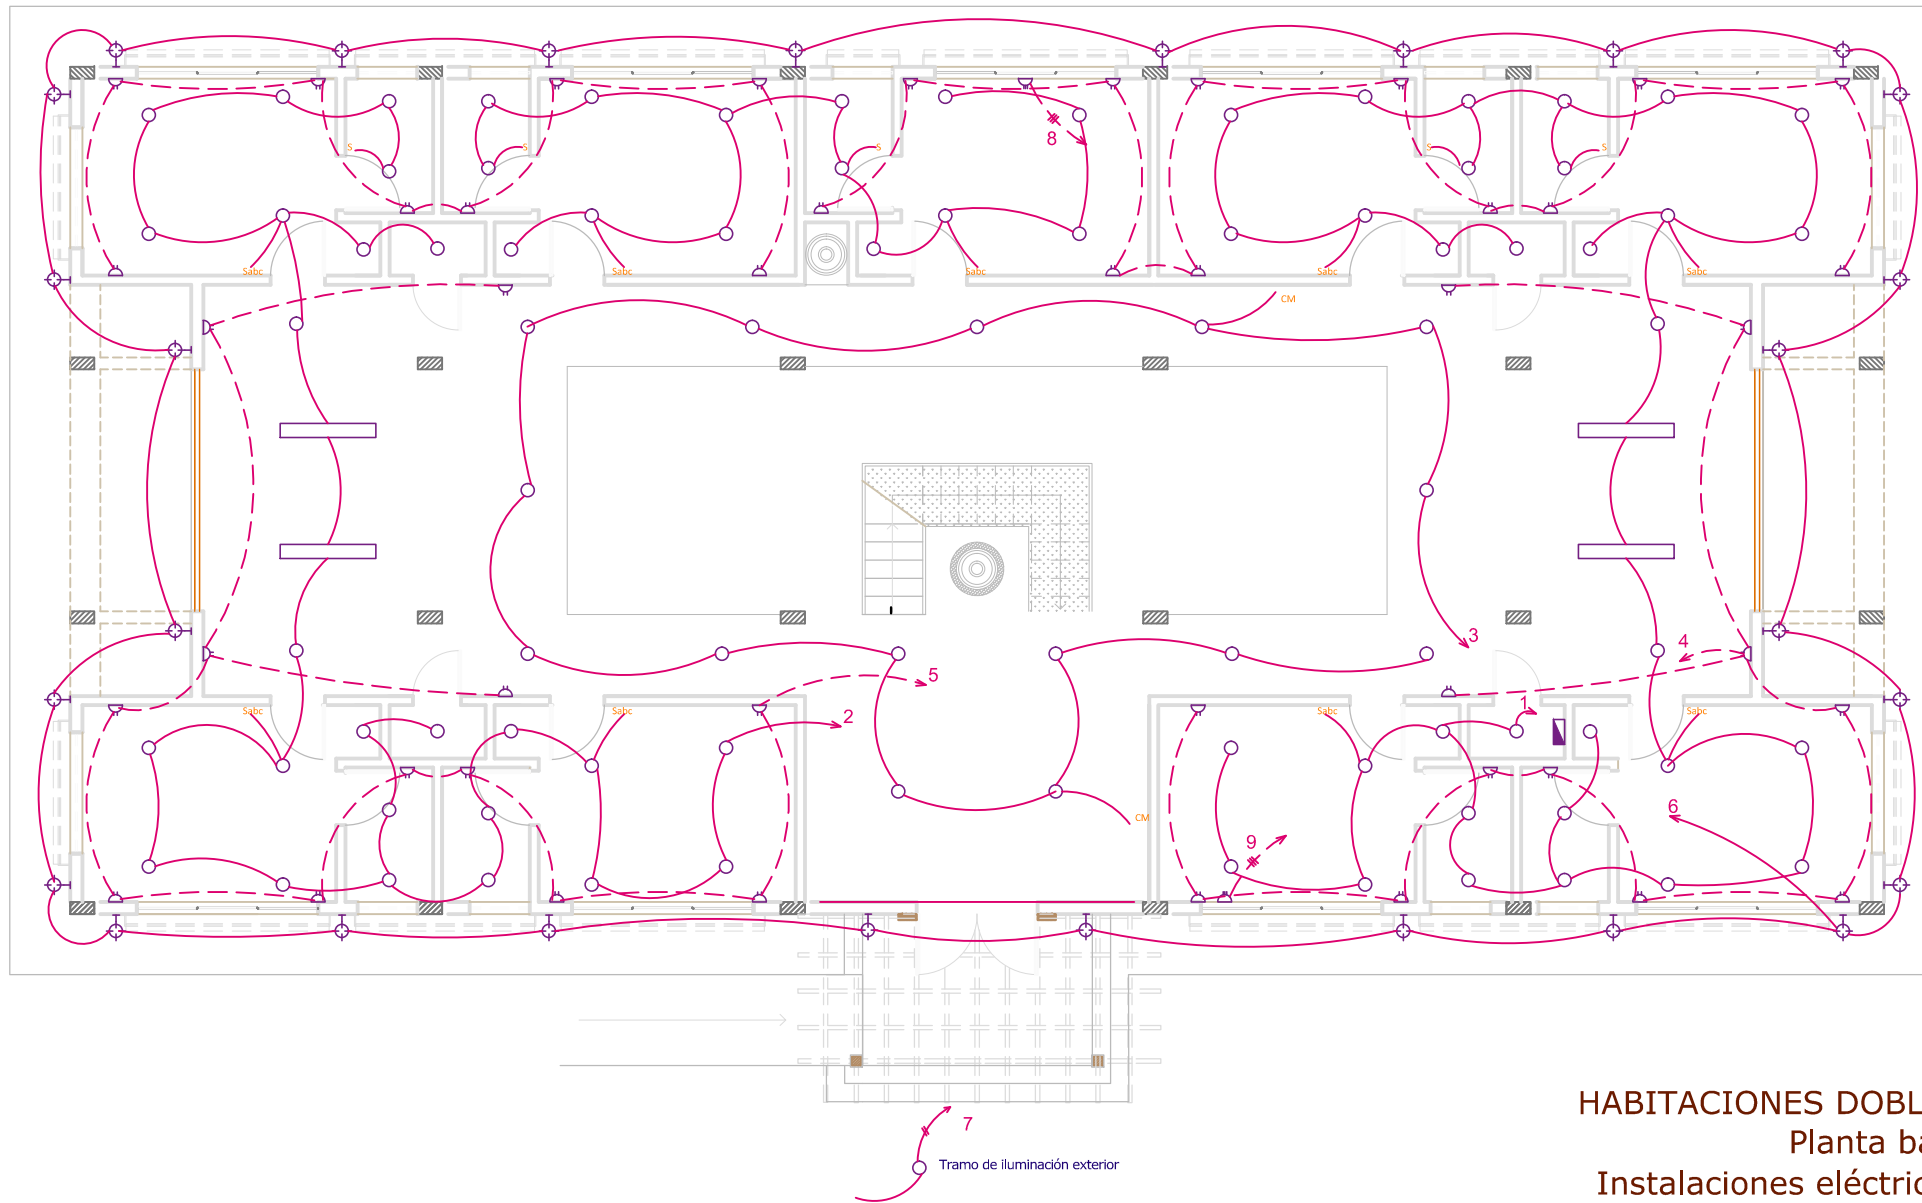 8
S
S
S
S
S
Sabc
Sabc
Sabc
Sabc
Sabc
CM
3
4
5
Sabc
Sabc
Sabc
Sabc
1
2
CM
6
9
7
Tramo de iluminación exterior
HABITACIONES DOBL
Planta ba
Instalaciones eléctric